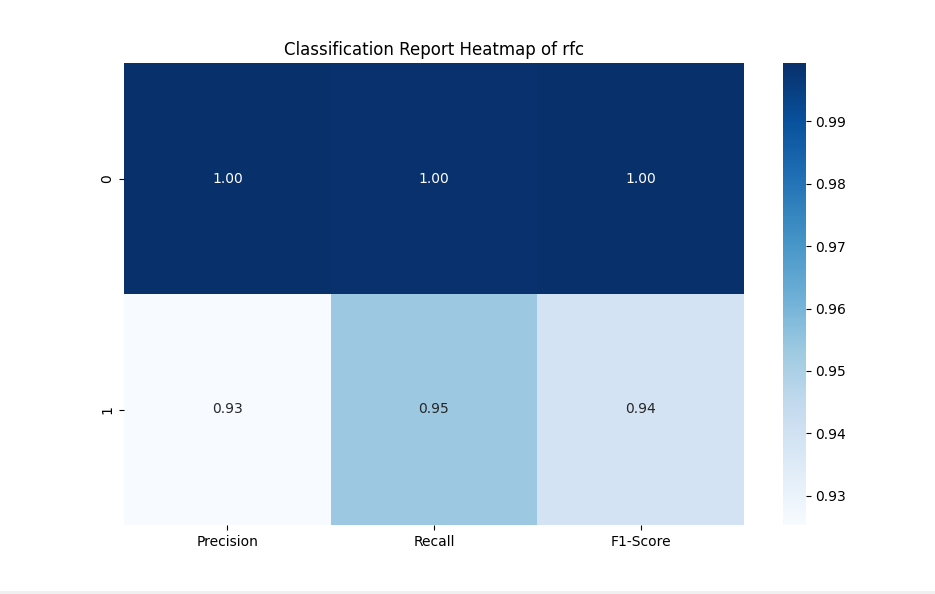 Classification Report Heatmap of rfc
0
1.00 1.00 1.00
1
0.93 0.95 0.94
Precision Recall F1-Score
0.99
0.98
0.97
0.96
0.95
0.94
0.93